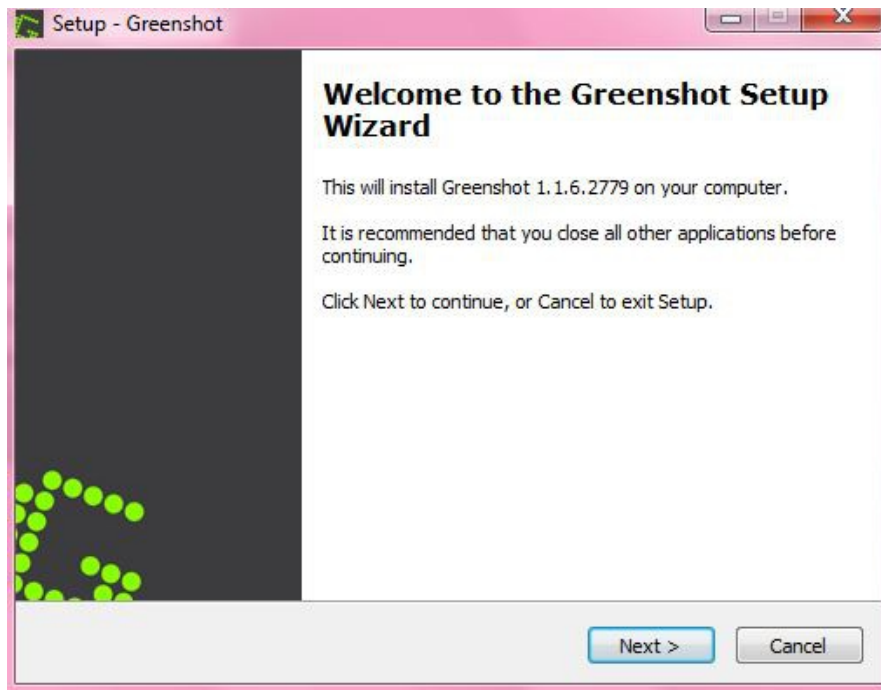 Setup - Greenshot
Welcome to the Greenshot Setup
Wizard
This will install Greenshot 1.1.6.2779 on your computer.
It is recommended that you close all other applications before
continuing.
Click Next to continue, or Cancel to exit Setup.
Next >
Cancel